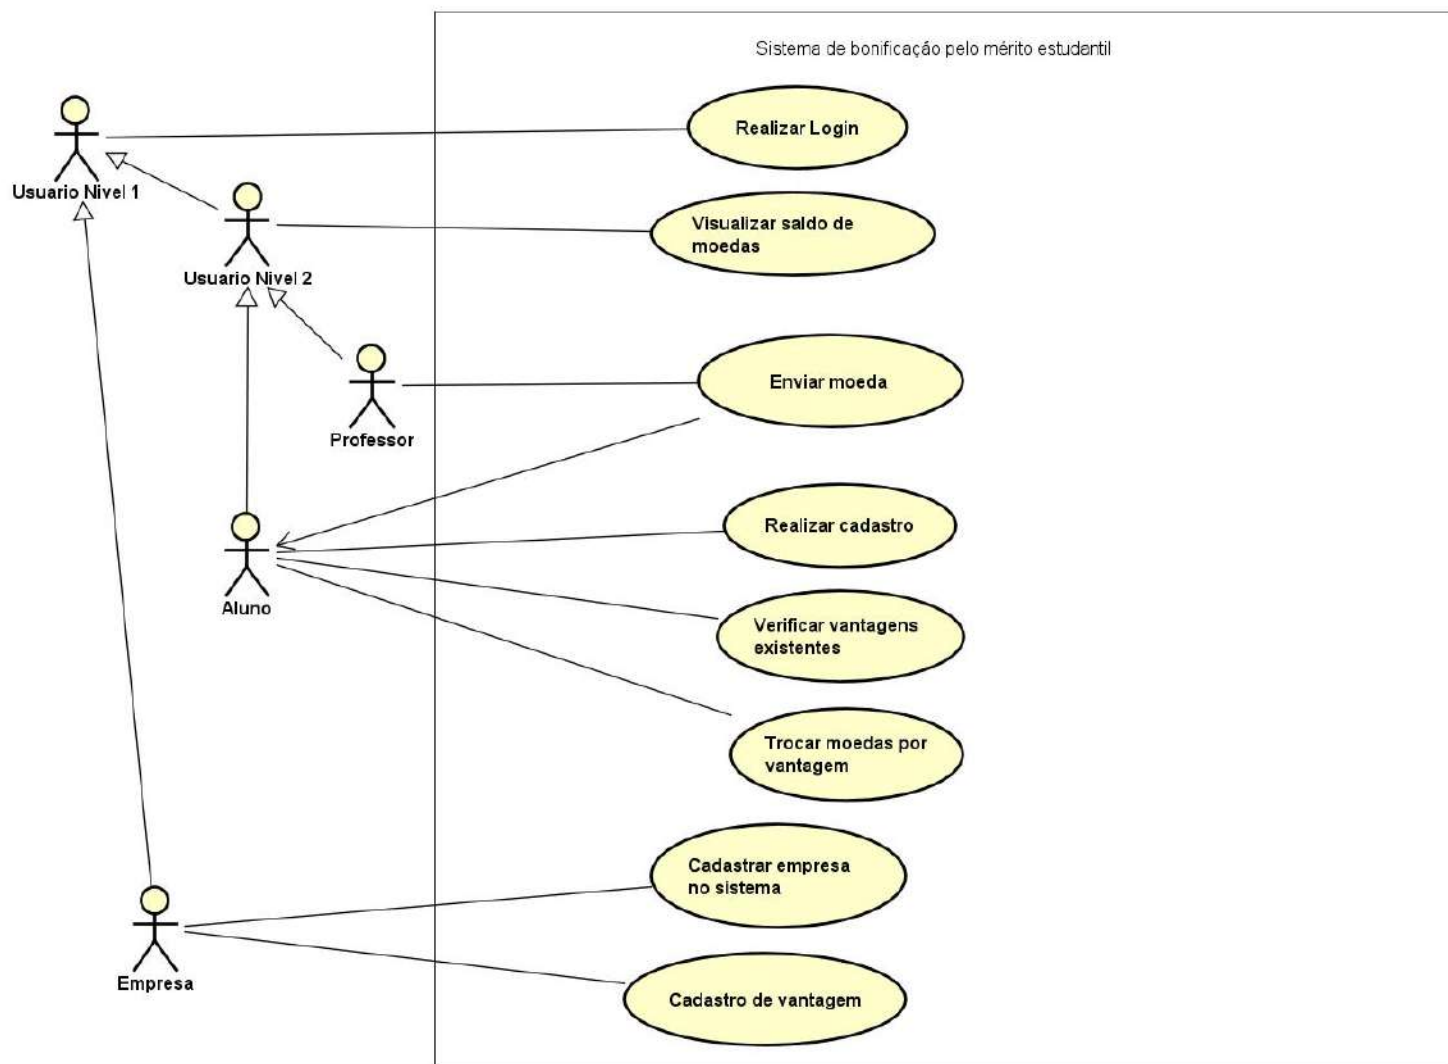 Sistema de bonificação pelo mérito estudantil
Realizar Login
Usuario Nivel 1
Visualizar saldo de
moedas
Usuario Nivel 2
Enviar moeda
Professor
Realizar cadastro
Aluno
Verificar vantagens
existentes
Trocar moedas por
vantagem
Cadastrar empresa
no sistema
Empresa
Cadastro de vantagem